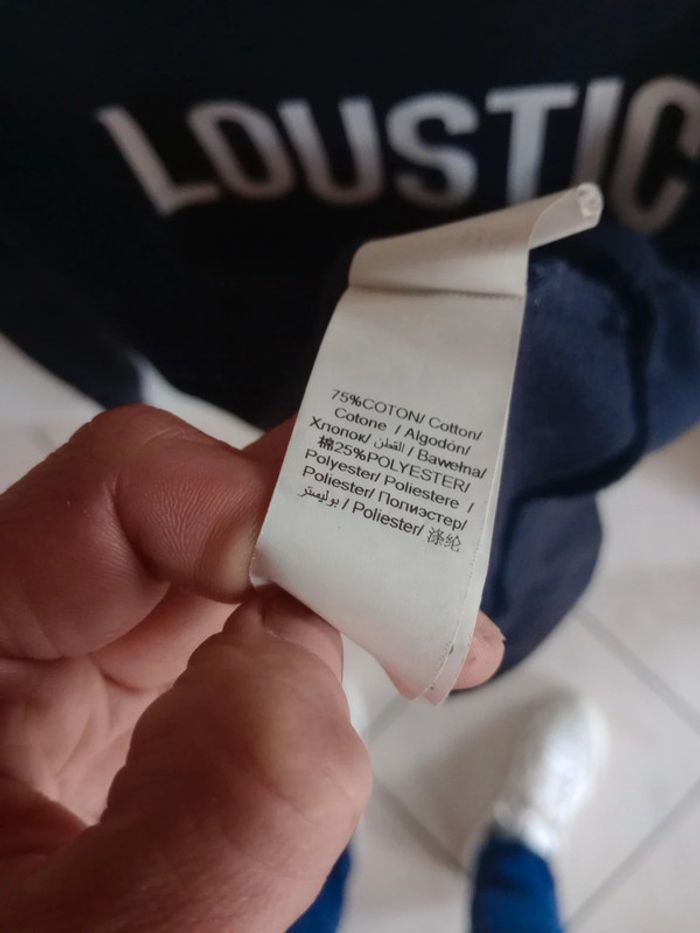 LOUSTIC
75%COTON/ Cotton/
Cotone / Algodón/
Хлопок/ القطن / Bawełna/
棉25%POLYESTER/
Polyester/ Poliestere /
Poliester/ Полиэстер/
بوليستر / Poliester/ 涤纶